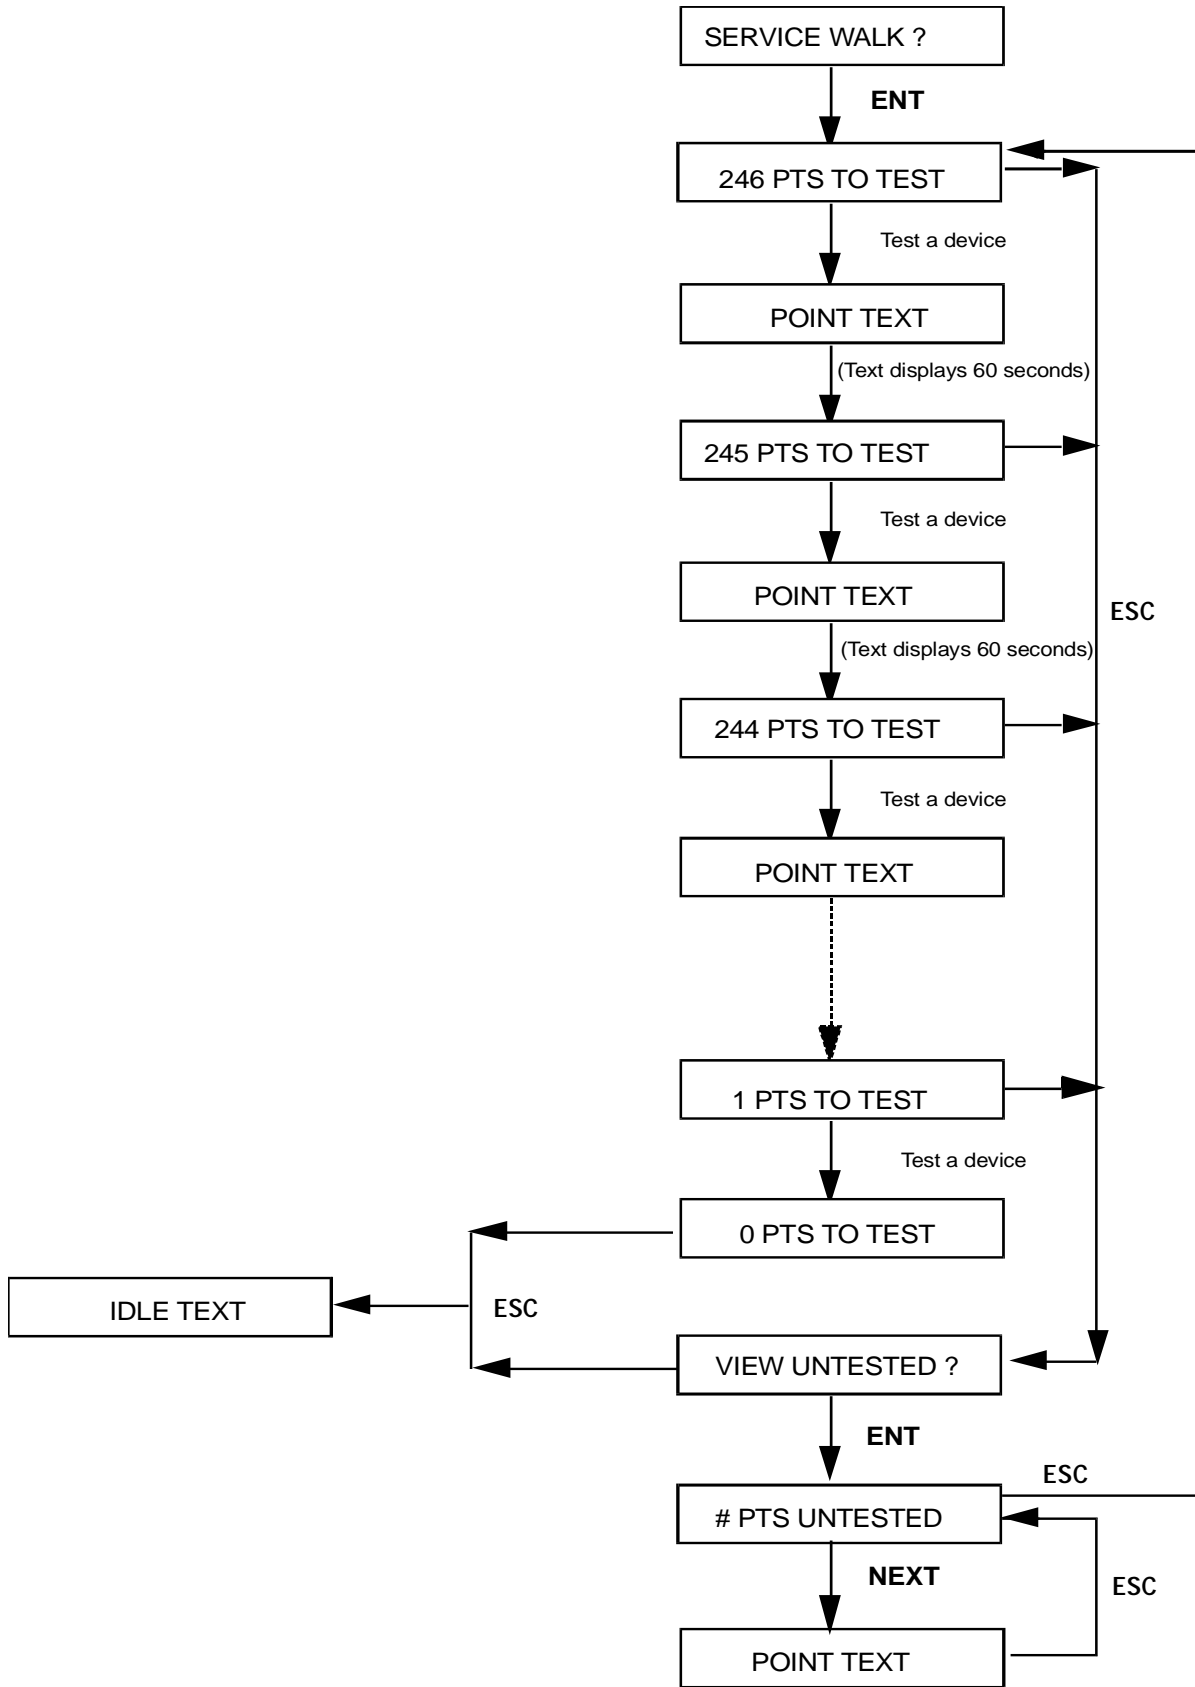 SERVICE WALK ?
ENT
246 PTS TO TEST
Test a device
POINT TEXT
(Text displays 60 seconds)
245 PTS TO TEST
Test a device
POINT TEXT
ESC
(Text displays 60 seconds)
244 PTS TO TEST
Test a device
POINT TEXT
1 PTS TO TEST
Test a device
0 PTS TO TEST
IDLE TEXT
ESC
VIEW UNTESTED ?
ENT
ESC
# PTS UNTESTED
NEXT
ESC
POINT TEXT